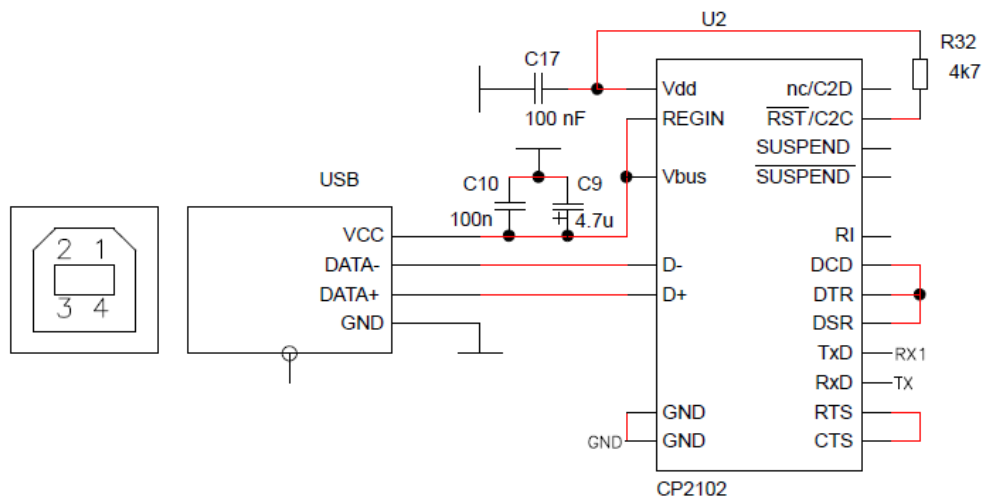 U2
R32
4k7
C17
100 nF
Vdd
nc/C2D
REGIN
RST/C2C
SUSPEND
Vbus
SUSPEND
USB
C10
C9
100n
4.7u
2 1
3 4
VCC
RI
DATA-
D-
DCD
DATA+
D+
DTR
GND
DSR
TxD
RX1
RxD
TX
GND
RTS
GND
GND
CTS
CP2102